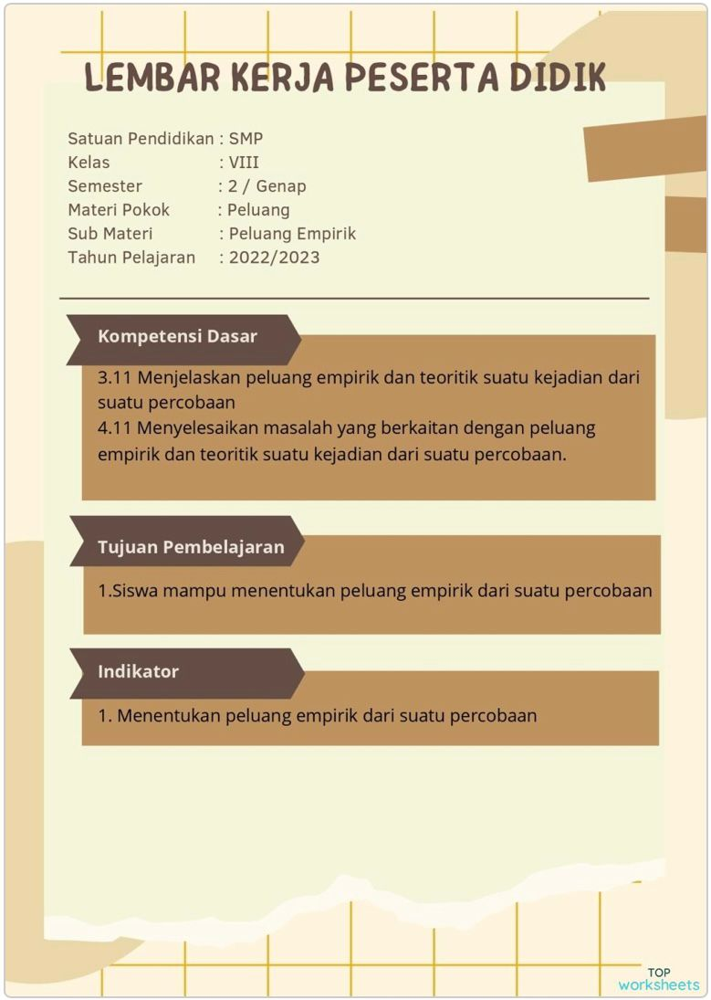 LEMBAR KERJA PESERTA DIDIK
Satuan Pendidikan : SMP
Kelas : VIII
Semester : 2 / Genap
Materi Pokok : Peluang
Sub Materi : Peluang Empirik
Tahun Pelajaran : 2022/2023
Kompetensi Dasar
3.11 Menjelaskan peluang empirik dan teoritik suatu kejadian dari
suatu percobaan
4.11 Menyelesaikan masalah yang berkaitan dengan peluang
empirik dan teoritik suatu kejadian dari suatu percobaan.
Tujuan Pembelajaran
1.Siswa mampu menentukan peluang empirik dari suatu percobaan
Indikator
1. Menentukan peluang empirik dari suatu percobaan
TOP
worksheets